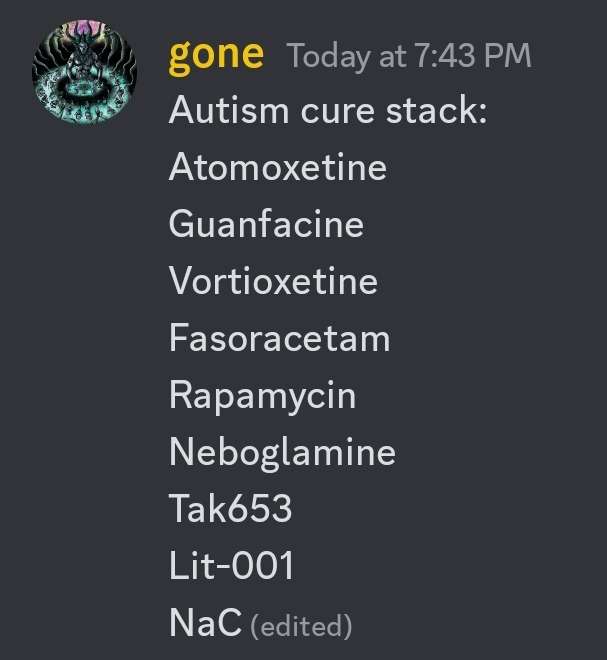 gone Today at 7:43 PM
Autism cure stack:
Atomoxetine
Guanfacine
Vortioxetine
Fasoracetam
Rapamycin
Neboglamine
Tak653
Lit-001
NaC (edited)